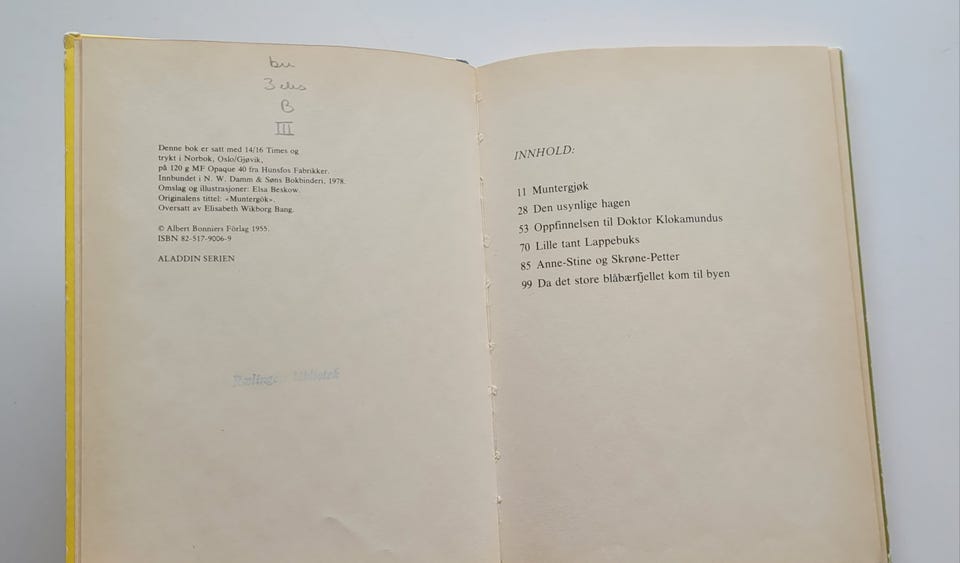 bu
3 eks
B
III
Denne bok er satt med 14/16 Times og
trykt i Norbok, Oslo/Gjøvik,
på 120 g MF Opaque 40 fra Hunsfos Fabrikker.
Innbundet i N. W. Damm & Søns Bokbinderi, 1978.
Omslag og illustrasjoner: Elsa Beskow.
Originalens tittel: «Muntergök».
Oversatt av Elisabeth Wikborg Bang.
© Albert Bonniers Förlag 1955.
ISBN 82-517-9006-9
ALADDIN SERIEN
bibliotek
INNHOLD:
11 Muntergjøk
28 Den usynlige hagen
53 Oppfinnelsen til Doktor Klokamundus
70 Lille tant Lappebuks
85 Anne-Stine og Skrøne-Petter
99 Da det store blåbærfjellet kom til byen